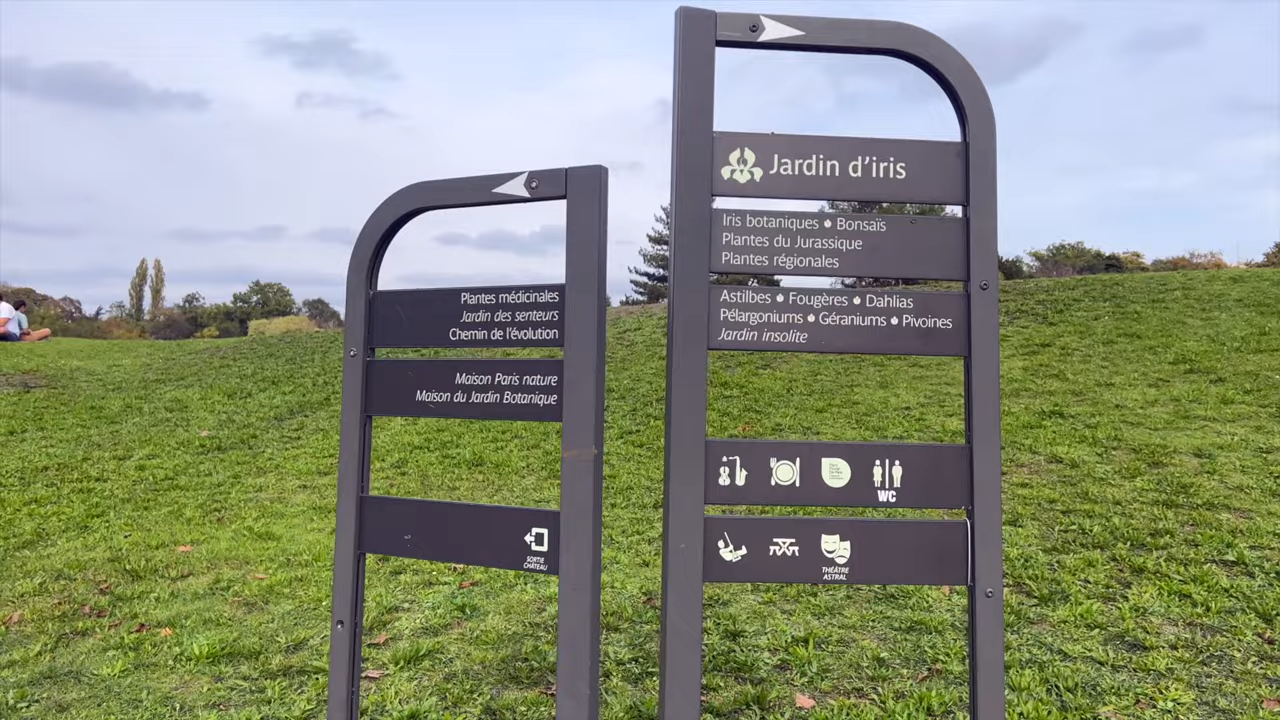 Plantes médicinales
Jardin des senteurs
Chemin de l'évolution
Maison Paris nature
Maison du Jardin Botanique
SORTIE
CHÂTEAU
Jardin d'iris
Iris botaniques Bonsaïs
Plantes du Jurassique
Plantes régionales
Astilbes Fougères Dahlias
Pélargoniums Géraniums Pivoines
Jardin insolite
WC
THÉÂTRE
ASTRAL